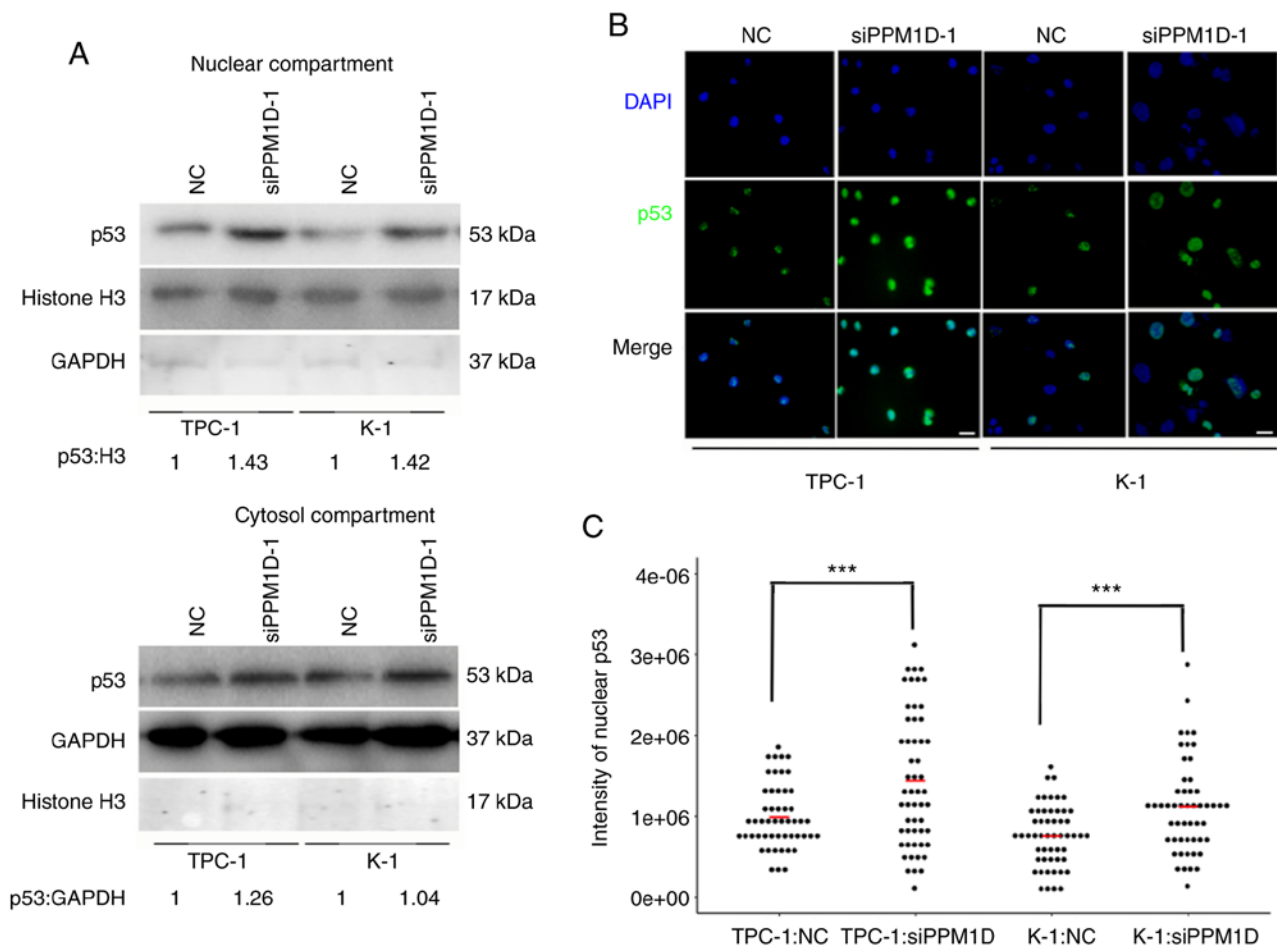 A
Nuclear compartment
NC siPPM1D-1 NC siPPM1D-1
p53 53 kDa
Histone H3 17 kDa
GAPDH 37 kDa
TPC-1 K-1
p53:H3 1 1.43 1 1.42
Cytosol compartment
NC siPPM1D-1 NC siPPM1D-1
p53 53 kDa
GAPDH 37 kDa
Histone H3 17 kDa
TPC-1 K-1
p53:GAPDH 1 1.26 1 1.04
B
NC siPPM1D-1 NC siPPM1D-1
DAPI
p53
Merge
TPC-1 K-1
C
Intensity of nuclear p53
4e-06
3e+06
2e+06
1e+06
0e+00
*** ***
TPC-1:NC TPC-1:siPPM1D K-1:NC K-1:siPPM1D